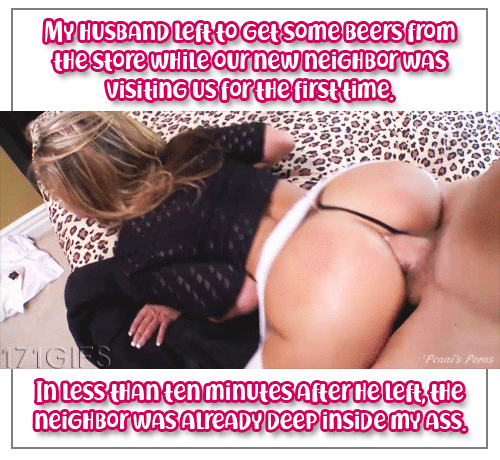 My HUSBAND left to Get some Beers from
tHe store wHile our new neiGHBor was
visitinG us for tHe first time.
171GIFS
Penni's Porns
In less tHAn ten minutes After He left, tHe
neiGHBor wAs AlreADy DeeP insiDe my Ass.